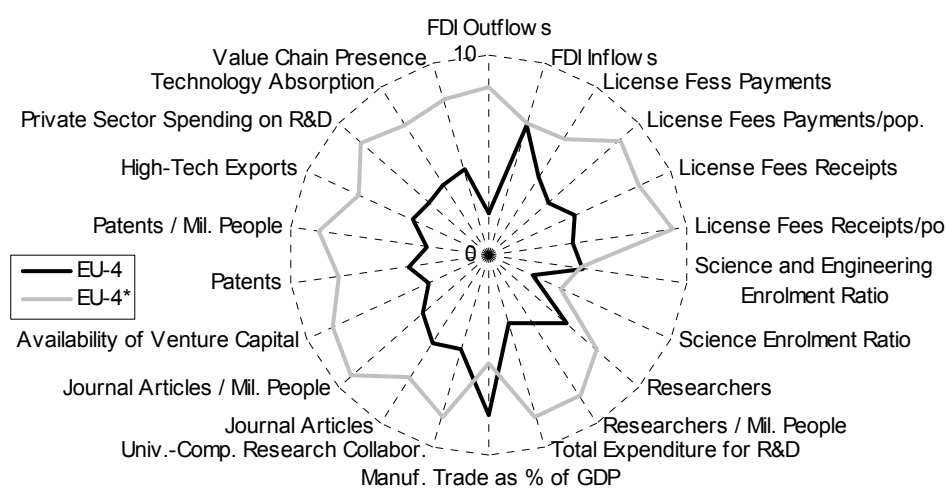 FDI Outflows
10
FDI Inflows
License Fess Payments
License Fees Payments/pop.
License Fees Receipts
License Fees Receipts/po
Science and Engineering
Enrolment Ratio
Science Enrolment Ratio
Researchers
Researchers / Mil. People
Total Expenditure for R&D
Manuf. Trade as % of GDP
Univ.-Comp. Research Collabor.
Journal Articles
Journal Articles / Mil. People
Availability of Venture Capital
Patents
Patents / Mil. People
High-Tech Exports
Private Sector Spending on R&D
Technology Absorption
Value Chain Presence
0
EU-4
EU-4*